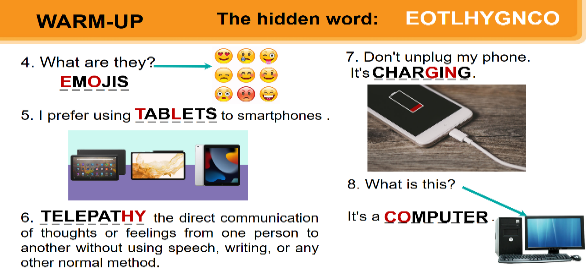 WARM-UP The hidden word: EOTLHYGNCO
4. What are they?
EMOJIS
5. I prefer using TABLETS to smartphones .
6. TELEPATHY the direct communication
of thoughts or feelings from one person to
another without using speech, writing, or any
other normal method.
7. Don't unplug my phone.
It's CHARGING.
8. What is this?
It's a COMPUTER.